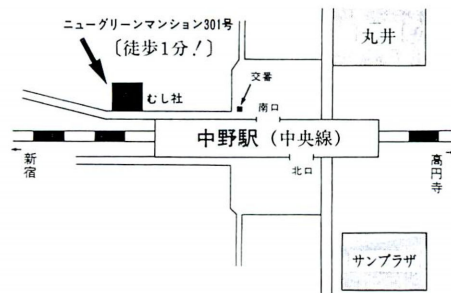 ニューグリーンマンション301号
〔徒歩1分!〕
丸井
むし社
交番
南口
中野駅(中央線)
北口
新宿
高円寺
サンプラザ